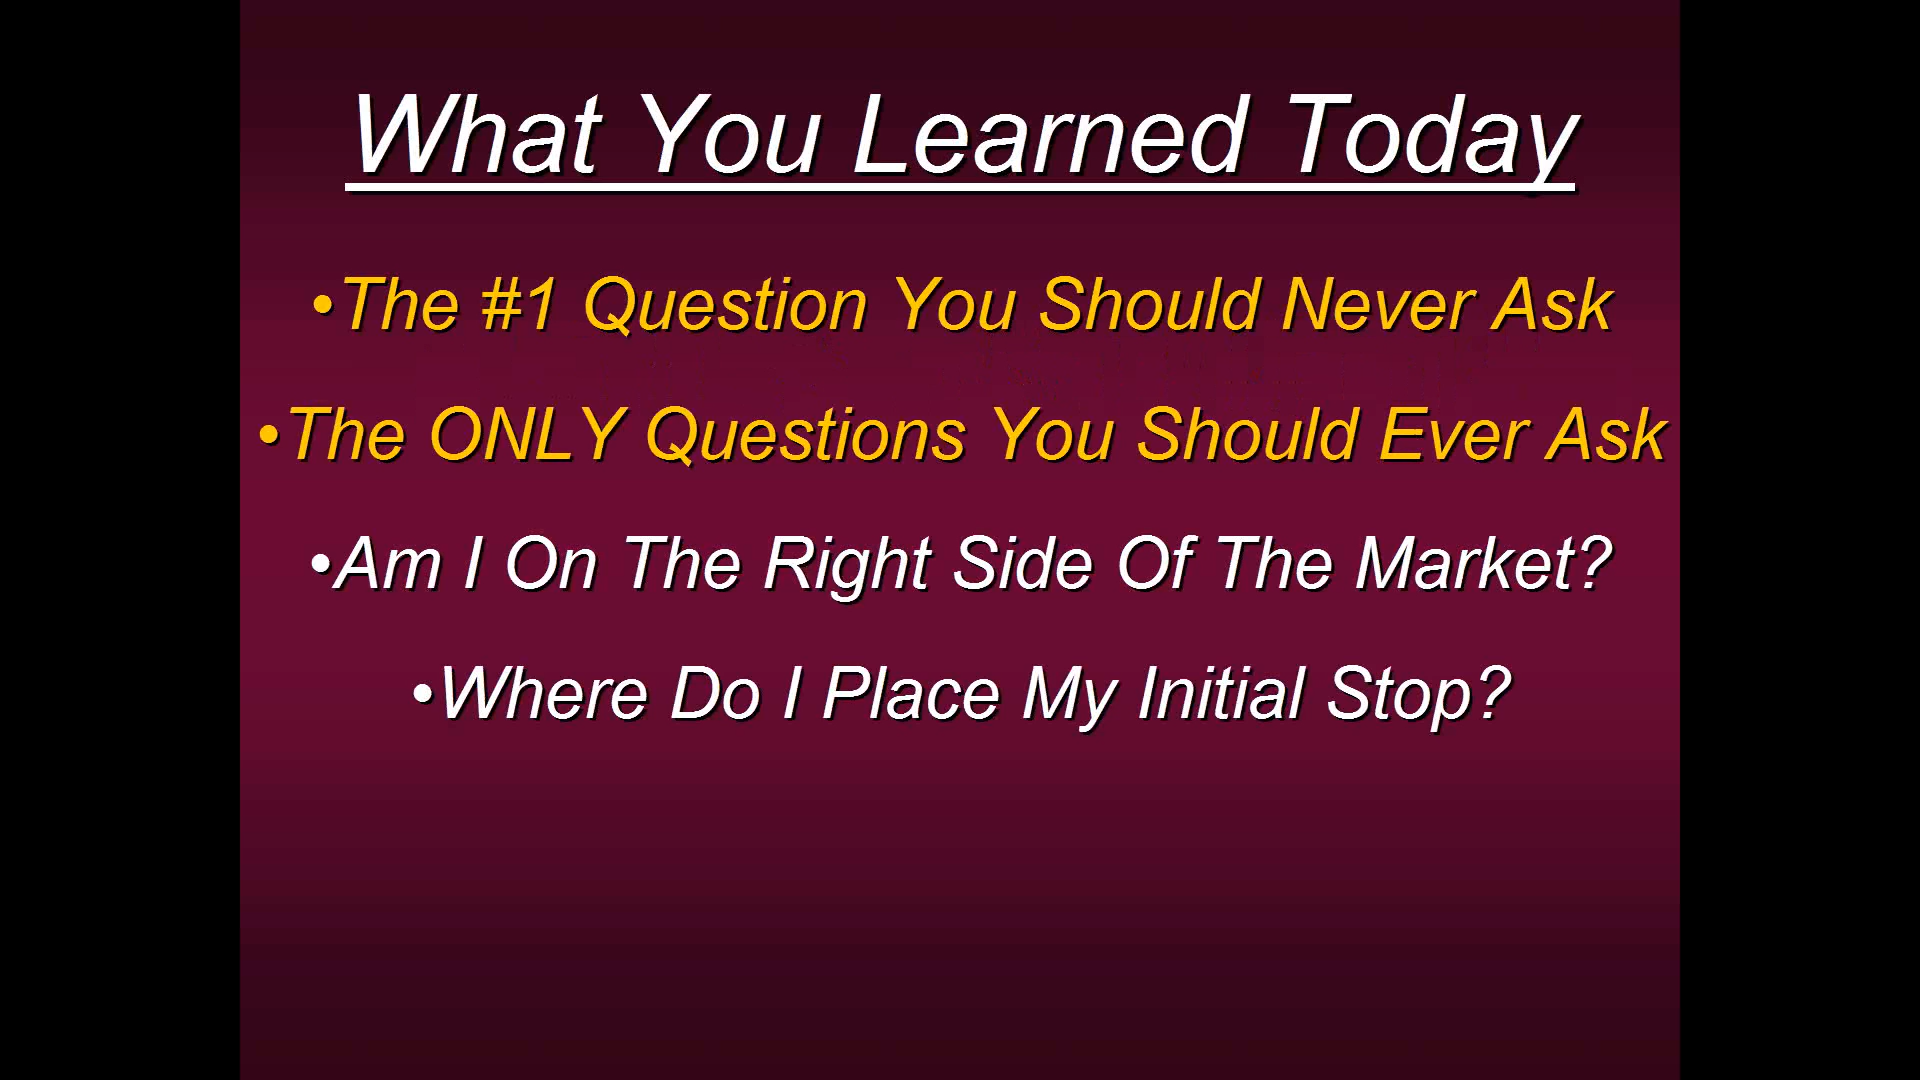 What You Learned Today
•The #1 Question You Should Never Ask
•The ONLY Questions You Should Ever Ask
•Am I On The Right Side Of The Market?
•Where Do I Place My Initial Stop?